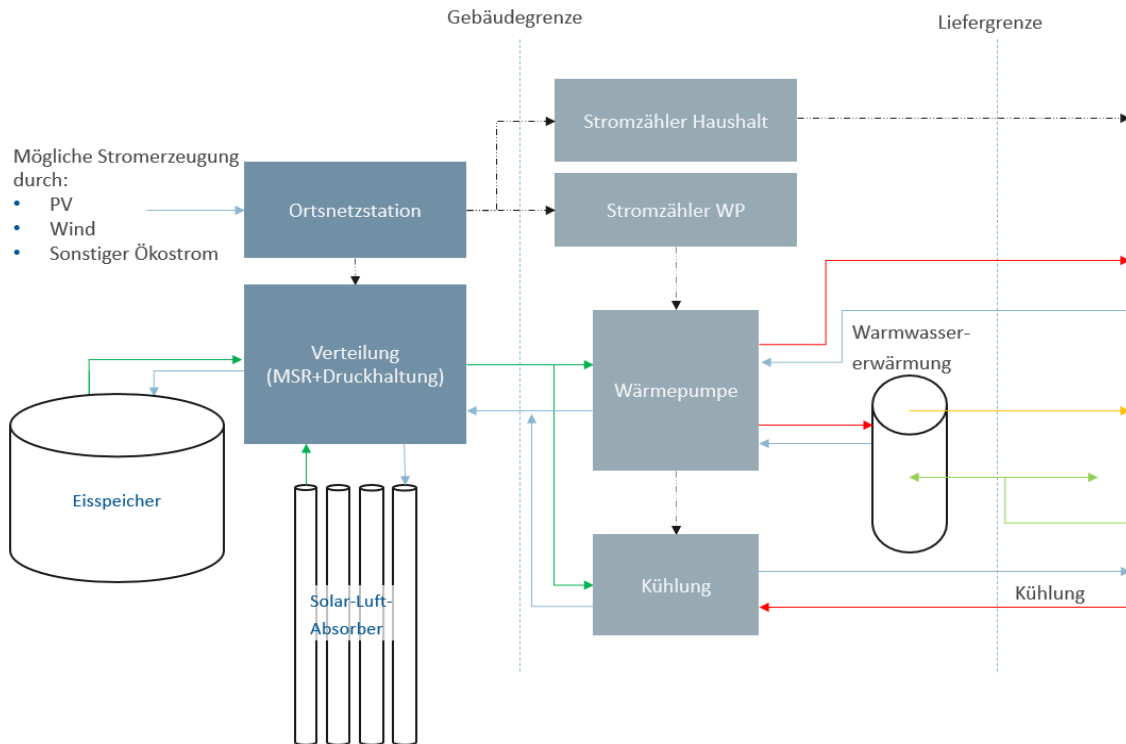 Gebäudegrenze
Liefergrenze
Stromzähler Haushalt
Mögliche Stromerzeugung
durch:
• PV
• Wind
• Sonstiger Ökostrom
Ortsnetzstation
Stromzähler WP
Verteilung
(MSR+Druckhaltung)
Wärmepumpe
Warmwasser-
erwärmung
Eisspeicher
Solar-Luft-
Absorber
Kühlung
Kühlung